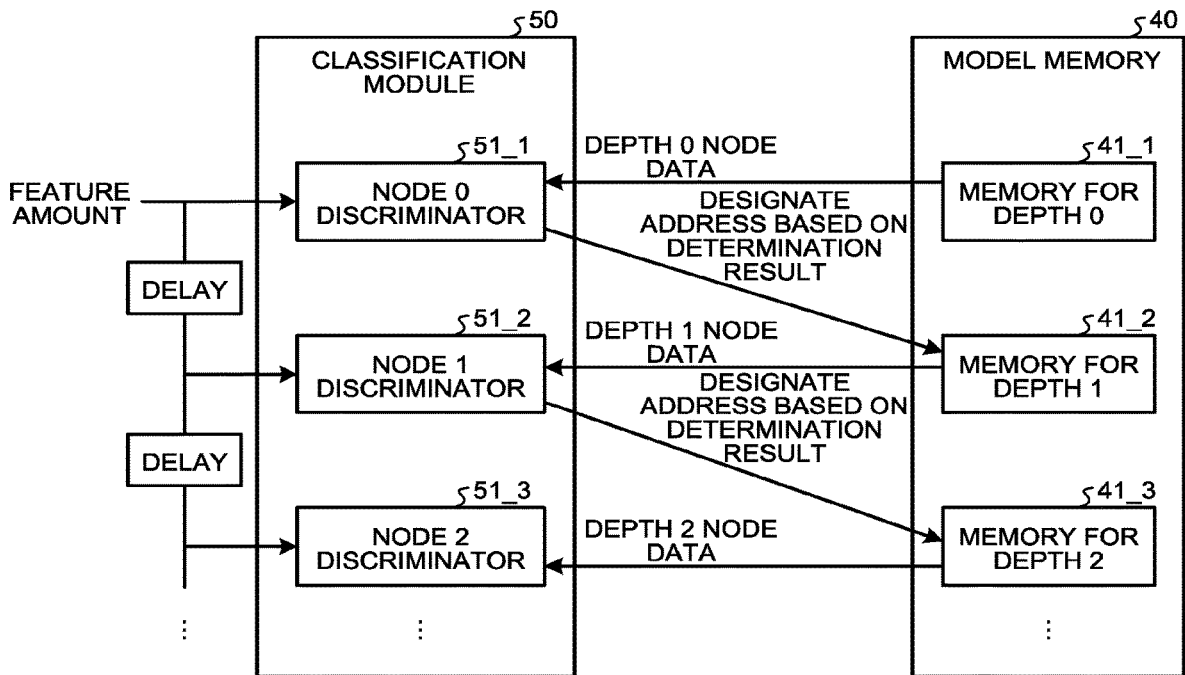 50
40
CLASSIFICATION
MODULE
MODEL MEMORY
51_1
DEPTH 0 NODE
DATA
41_1
FEATURE
AMOUNT
NODE 0
DISCRIMINATOR
DESIGNATE
ADDRESS BASED ON
DETERMINATION
RESULT
MEMORY FOR
DEPTH 0
DELAY
51_2
DEPTH 1 NODE
DATA
41_2
NODE 1
DISCRIMINATOR
DESIGNATE
ADDRESS BASED ON
DETERMINATION
RESULT
MEMORY FOR
DEPTH 1
DELAY
51_3
DEPTH 2 NODE
DATA
41_3
NODE 2
DISCRIMINATOR
MEMORY FOR
DEPTH 2